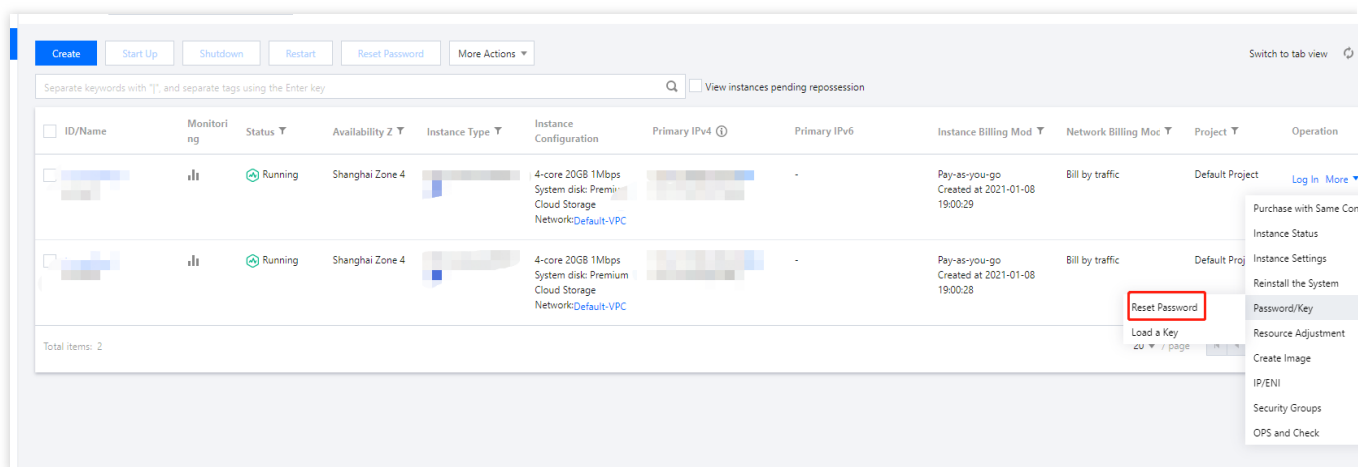 Create Start Up Shutdown Restart Reset Password More Actions Switch to tab view
Separate keywords with "|", and separate tags using the Enter key View instances pending repossession
ID/Name Monitori Status Availability Z Instance Type Instance Primary IPv4 Primary IPv6 Instance Billing Mod Network Billing Moc Project Operation
ng Configuration
Running Shanghai Zone 4 4-core 20GB 1Mbps - Pay-as-you-go Bill by traffic Default Project Log In More
System disk: Premium Created at 2021-01-08
Cloud Storage 19:00:29
Network:Default-VPC
Running Shanghai Zone 4 4-core 20GB 1Mbps - Pay-as-you-go Bill by traffic Default Proj
System disk: Premium Created at 2021-01-08
Cloud Storage 19:00:28
Network:Default-VPC
Total items: 2 20 / page
Purchase with Same Con
Instance Status
Instance Settings
Reinstall the System
Password/Key
Resource Adjustment
Create Image
IP/ENI
Security Groups
OPS and Check
Reset Password
Load a Key